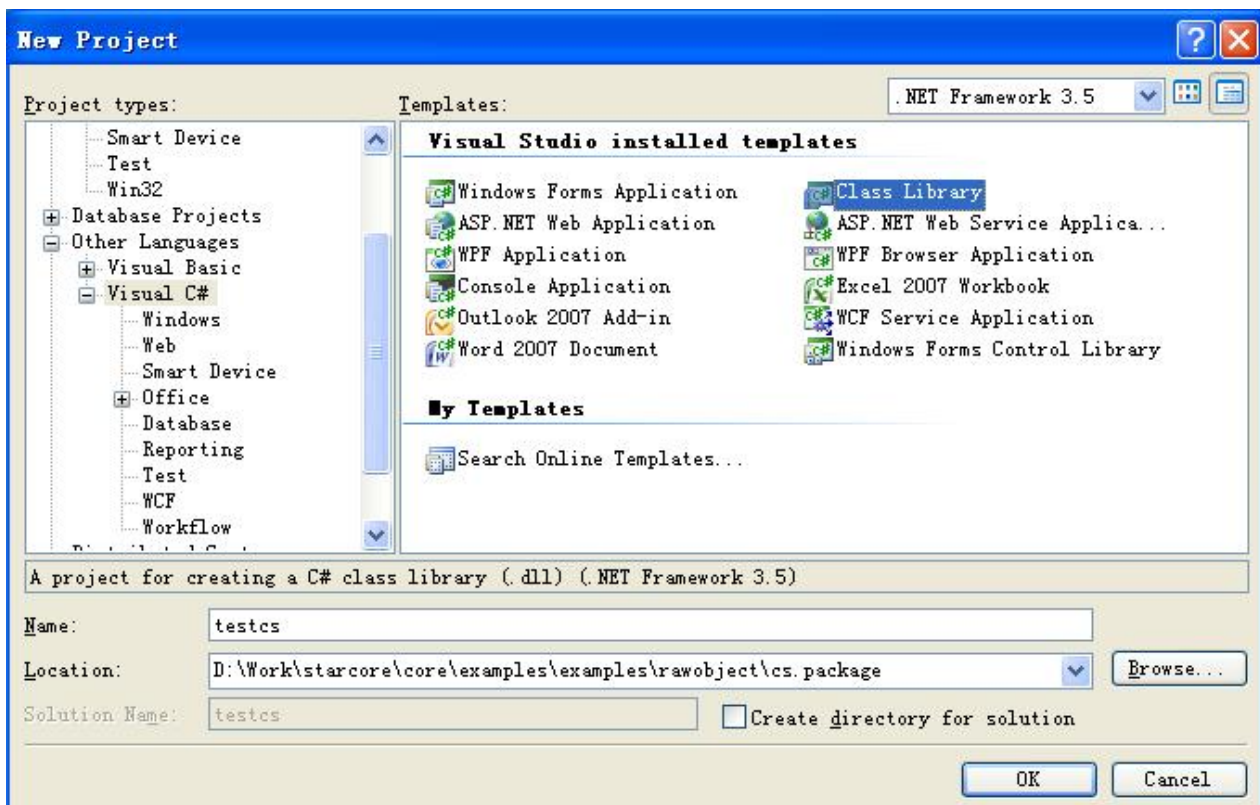 New Project
Project types:
Templates:
.NET Framework 3.5
Smart Device
Test
Win32
Database Projects
Other Languages
Visual Basic
Visual C#
Windows
Web
Smart Device
Office
Database
Reporting
Test
WCF
Workflow
Visual Studio installed templates
Windows Forms Application
Class Library
ASP.NET Web Application
ASP.NET Web Service Applica...
WPF Application
WPF Browser Application
Console Application
Excel 2007 Workbook
Outlook 2007 Add-in
WCF Service Application
Word 2007 Document
Windows Forms Control Library
My Templates
Search Online Templates...
A project for creating a C# class library (.dll) (.NET Framework 3.5)
Name:
testcs
Location:
D:\Work\starcore\core\examples\examples\rawobject\cs.package
Browse...
Solution Name:
testcs
Create directory for solution
OK
Cancel